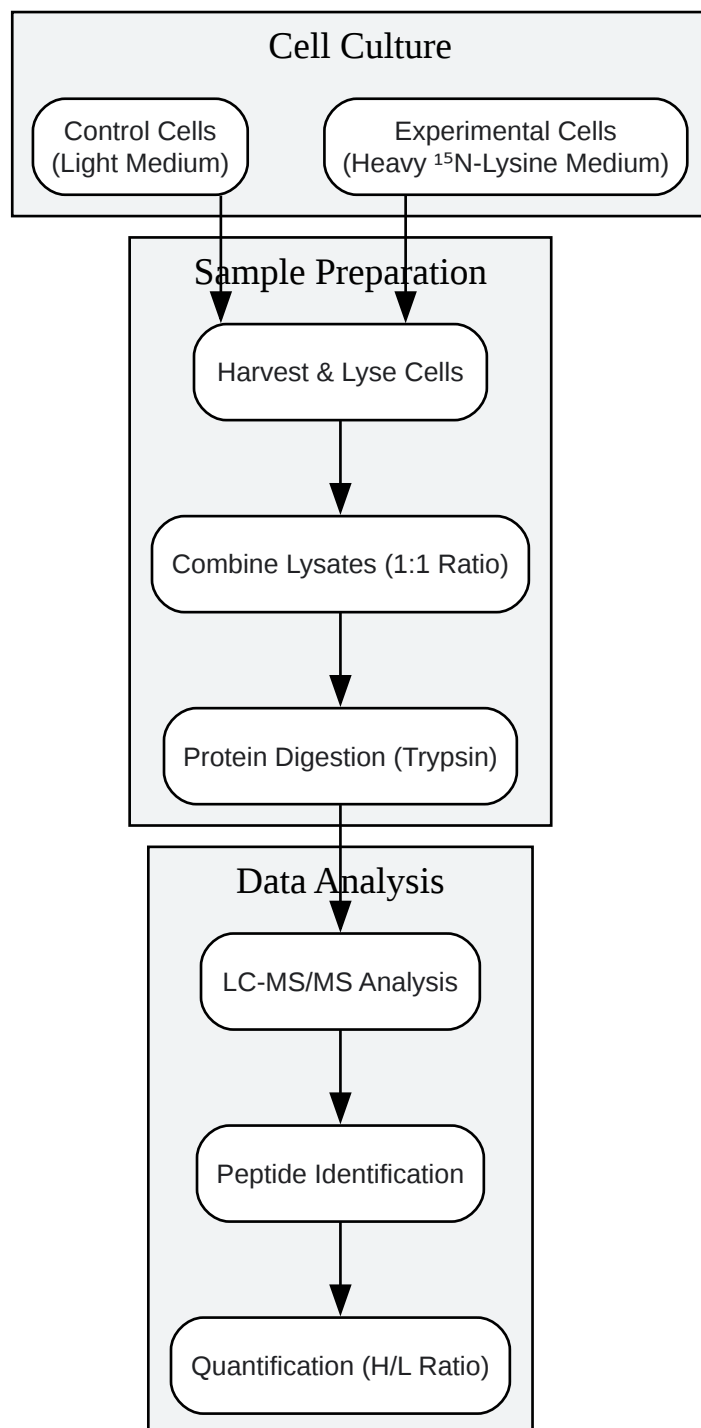 Cell Culture
Control Cells
(Light Medium)
Experimental Cells
(Heavy ¹⁵N-Lysine Medium)
Sample Preparation
Harvest & Lyse Cells
Combine Lysates (1:1 Ratio)
Protein Digestion (Trypsin)
Data Analysis
LC-MS/MS Analysis
Peptide Identification
Quantification (H/L Ratio)